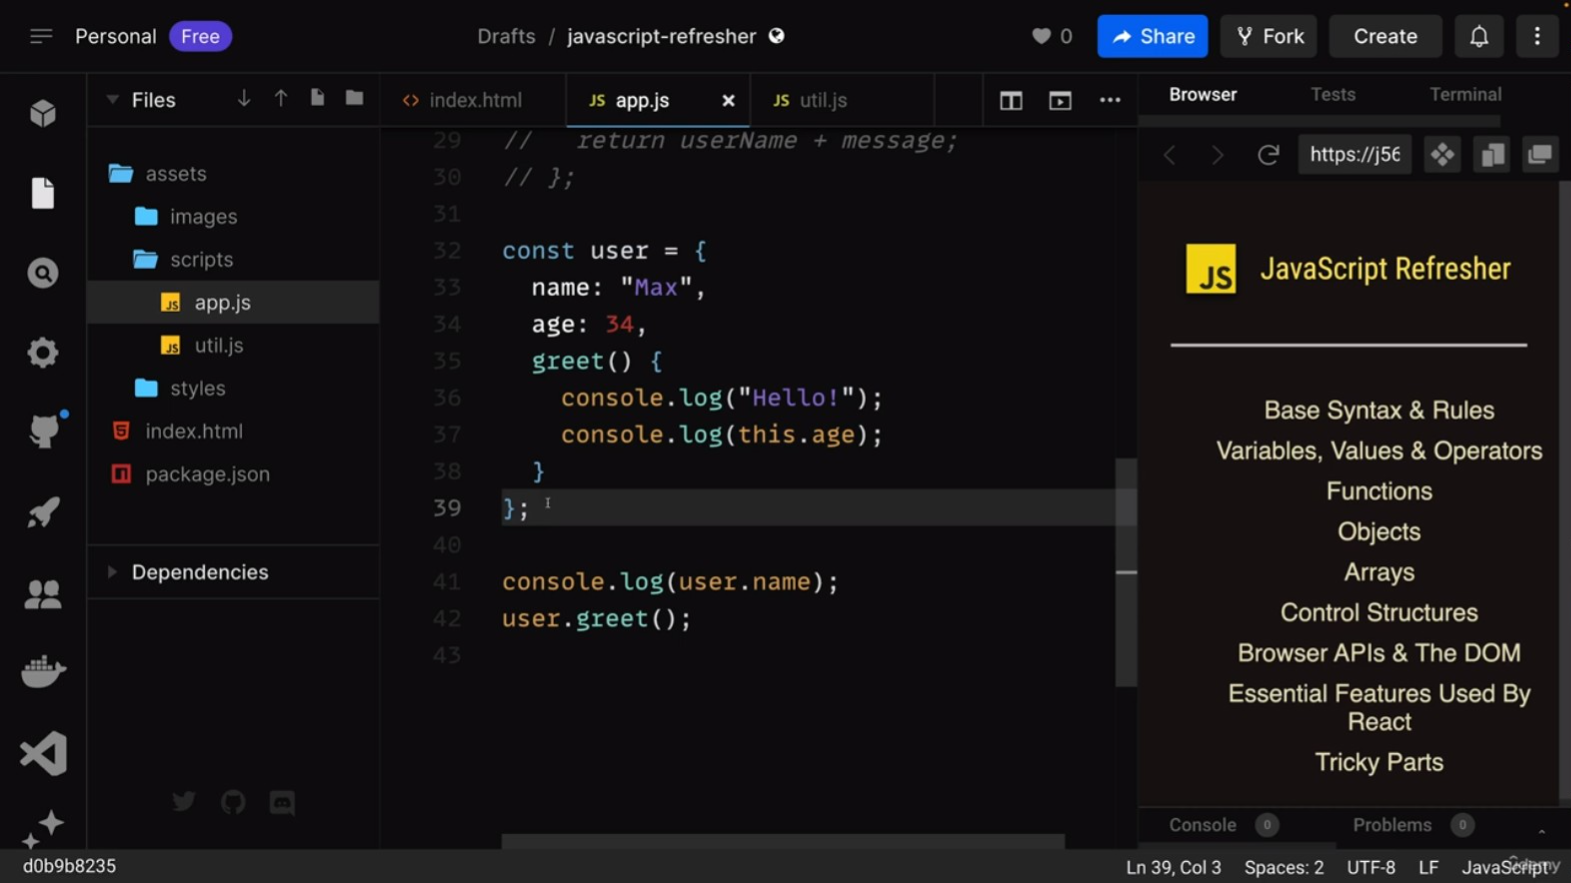 Personal Free Drafts / javascript-refresher 0 Share Fork Create
Files
index.html
JS app.js
JS util.js
Browser Tests Terminal
https://j56
assets
images
scripts
JS app.js
JS util.js
styles
index.html
package.json
Dependencies
29 // return userName + message;
30 // };
31
32 const user = {
33 name: "Max",
34 age: 34,
35 greet() {
36 console.log("Hello!");
37 console.log(this.age);
38 }
39 };
40
41 console.log(user.name);
42 user.greet();
43
JS JavaScript Refresher
Base Syntax & Rules
Variables, Values & Operators
Functions
Objects
Arrays
Control Structures
Browser APIs & The DOM
Essential Features Used By
React
Tricky Parts
Console 0 Problems 0
d0b9b8235 Ln 39, Col 3 Spaces: 2 UTF-8 LF JavaScript
Udemy